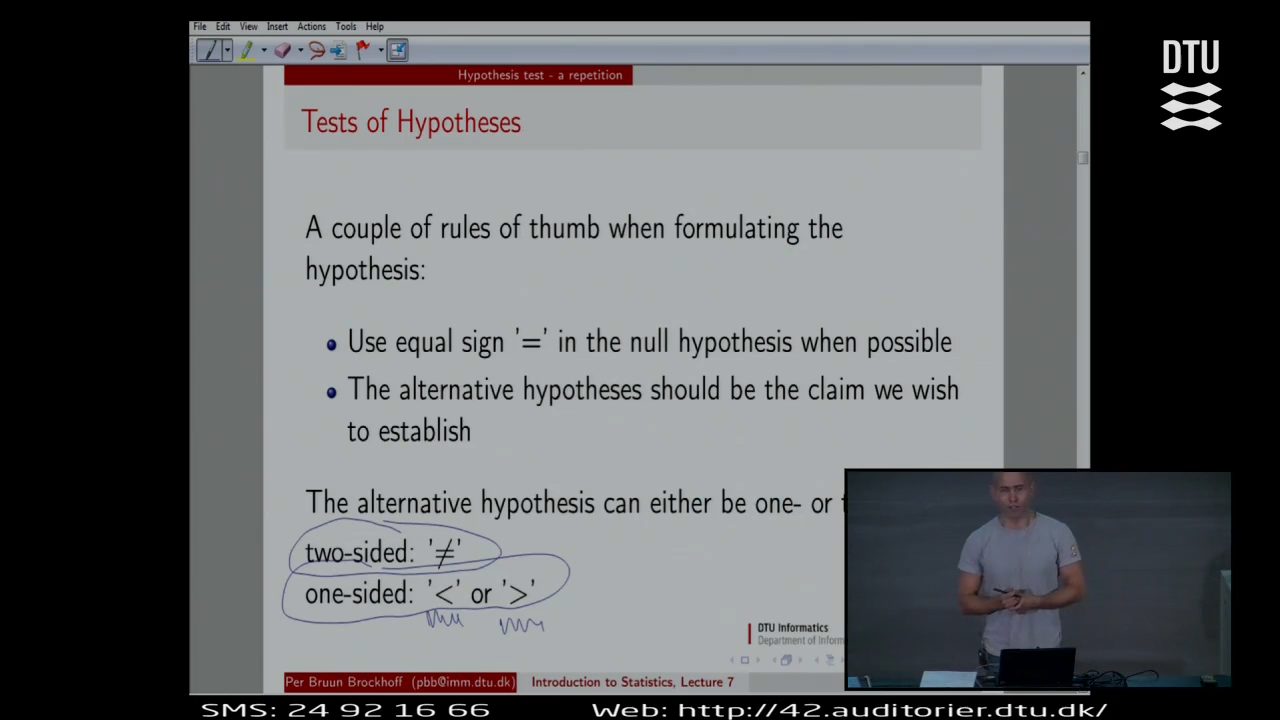 File Edit View Insert Actions Tools Help
DTU
Hypothesis test - a repetition
Tests of Hypotheses
A couple of rules of thumb when formulating the
hypothesis:
Use equal sign '=' in the null hypothesis when possible
The alternative hypotheses should be the claim we wish
to establish
The alternative hypothesis can either be one- or
two-sided: '≠'
one-sided: '<' or '>'
DTU Informatics
Department of
Per Bruun Brockhoff (pbb@imm.dtu.dk) Introduction to Statistics, Lecture 7
SMS: 24 92 16 66 Web: http://42.auditorier.dtu.dk/